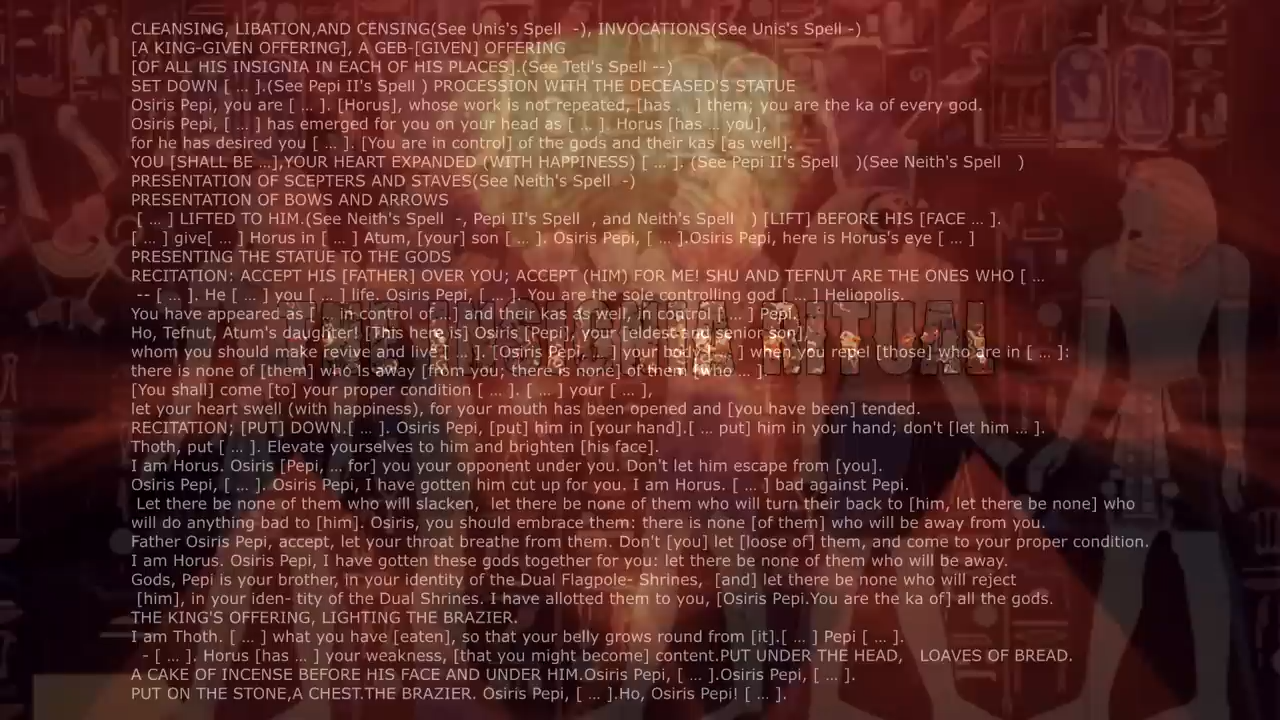 CLEANSING, LIBATION,AND CENSING(See Unis's Spell  -), INVOCATIONS(See Unis's Spell -)
[A KING-GIVEN OFFERING], A GEB-[GIVEN] OFFERING
[OF ALL HIS INSIGNIA IN EACH OF HIS PLACES].(See Teti's Spell --)
SET DOWN [ ... ].(See Pepi II's Spell ) PROCESSION WITH THE DECEASED'S STATUE
Osiris Pepi, you are [ ... ]. [Horus], whose work is not repeated, [has ... ] them; you are the ka of every god.
Osiris Pepi, [ ... ] has emerged for you on your head as [ ... ]. Horus [has ... you],
for he has desired you [ ... ]. [You are in control] of the gods and their kas [as well].
YOU [SHALL BE ...],YOUR HEART EXPANDED (WITH HAPPINESS) [ ... ]. (See Pepi II's Spell   )(See Neith's Spell   )
PRESENTATION OF SCEPTERS AND STAVES(See Neith's Spell  -)
PRESENTATION OF BOWS AND ARROWS
[ ... ] LIFTED TO HIM.(See Neith's Spell  -, Pepi II's Spell  , and Neith's Spell   ) [LIFT] BEFORE HIS [FACE ... ].
[ ... ] give[ ... ] Horus in [ ... ] Atum, [your] son [ ... ]. Osiris Pepi, [ ... ].Osiris Pepi, here is Horus's eye [ ... ]
PRESENTING THE STATUE TO THE GODS
RECITATION: ACCEPT HIS [FATHER] OVER YOU; ACCEPT (HIM) FOR ME! SHU AND TEFNUT ARE THE ONES WHO [ ...
-- [ ... ]. He [ ... ] you [ ... ] life. Osiris Pepi, [ ... ]. You are the sole controlling god [ ... ] Heliopolis.
You have appeared as [ ... in control of ... ] and their kas as well, in control [ ... ] Pepi.
Ho, Tefnut, Atum's daughter! [This here is] Osiris [Pepi], your [eldest and senior son]
whom you should make revive and live [ ... ]. [Osiris Pepi, ... ] your body[ ... ] when you repel [those] who are in [ ... ]:
there is none of [them] who is away [from you; there is none] of them [who ... ].
[You shall] come [to] your proper condition [ ... ]. [ ... ] your [ ... ],
let your heart swell (with happiness), for your mouth has been opened and [you have been] tended.
RECITATION; [PUT] DOWN.[ ... ]. Osiris Pepi, [put] him in [your hand].[ ... put] him in your hand; don't [let him ... ].
Thoth, put [ ... ]. Elevate yourselves to him and brighten [his face].
I am Horus. Osiris [Pepi, ... for] you your opponent under you. Don't let him escape from [you].
Osiris Pepi, [ ... ]. Osiris Pepi, I have gotten him cut up for you. I am Horus. [ ... ] bad against Pepi.
Let there be none of them who will slacken,  let there be none of them who will turn their back to [him, let there be none] who
will do anything bad to [him]. Osiris, you should embrace them: there is none [of them] who will be away from you.
Father Osiris Pepi, accept, let your throat breathe from them. Don't [you] let [loose of] them, and come to your proper condition.
I am Horus. Osiris Pepi, I have gotten these gods together for you: let there be none of them who will be away.
Gods, Pepi is your brother, in your identity of the Dual Flagpole- Shrines,  [and] let there be none who will reject
[him], in your iden- tity of the Dual Shrines. I have allotted them to you, [Osiris Pepi.You are the ka of] all the gods.
THE KING'S OFFERING, LIGHTING THE BRAZIER.
I am Thoth. [ ... ] what you have [eaten], so that your belly grows round from [it].[ ... ] Pepi [ ... ].
- [ ... ]. Horus [has ... ] your weakness, [that you might become] content.PUT UNDER THE HEAD,   LOAVES OF BREAD.
A CAKE OF INCENSE BEFORE HIS FACE AND UNDER HIM.Osiris Pepi, [ ... ].Osiris Pepi, [ ... ].
PUT ON THE STONE,A CHEST.THE BRAZIER. Osiris Pepi, [ ... ].Ho, Osiris Pepi! [ ... ].
RITUAL